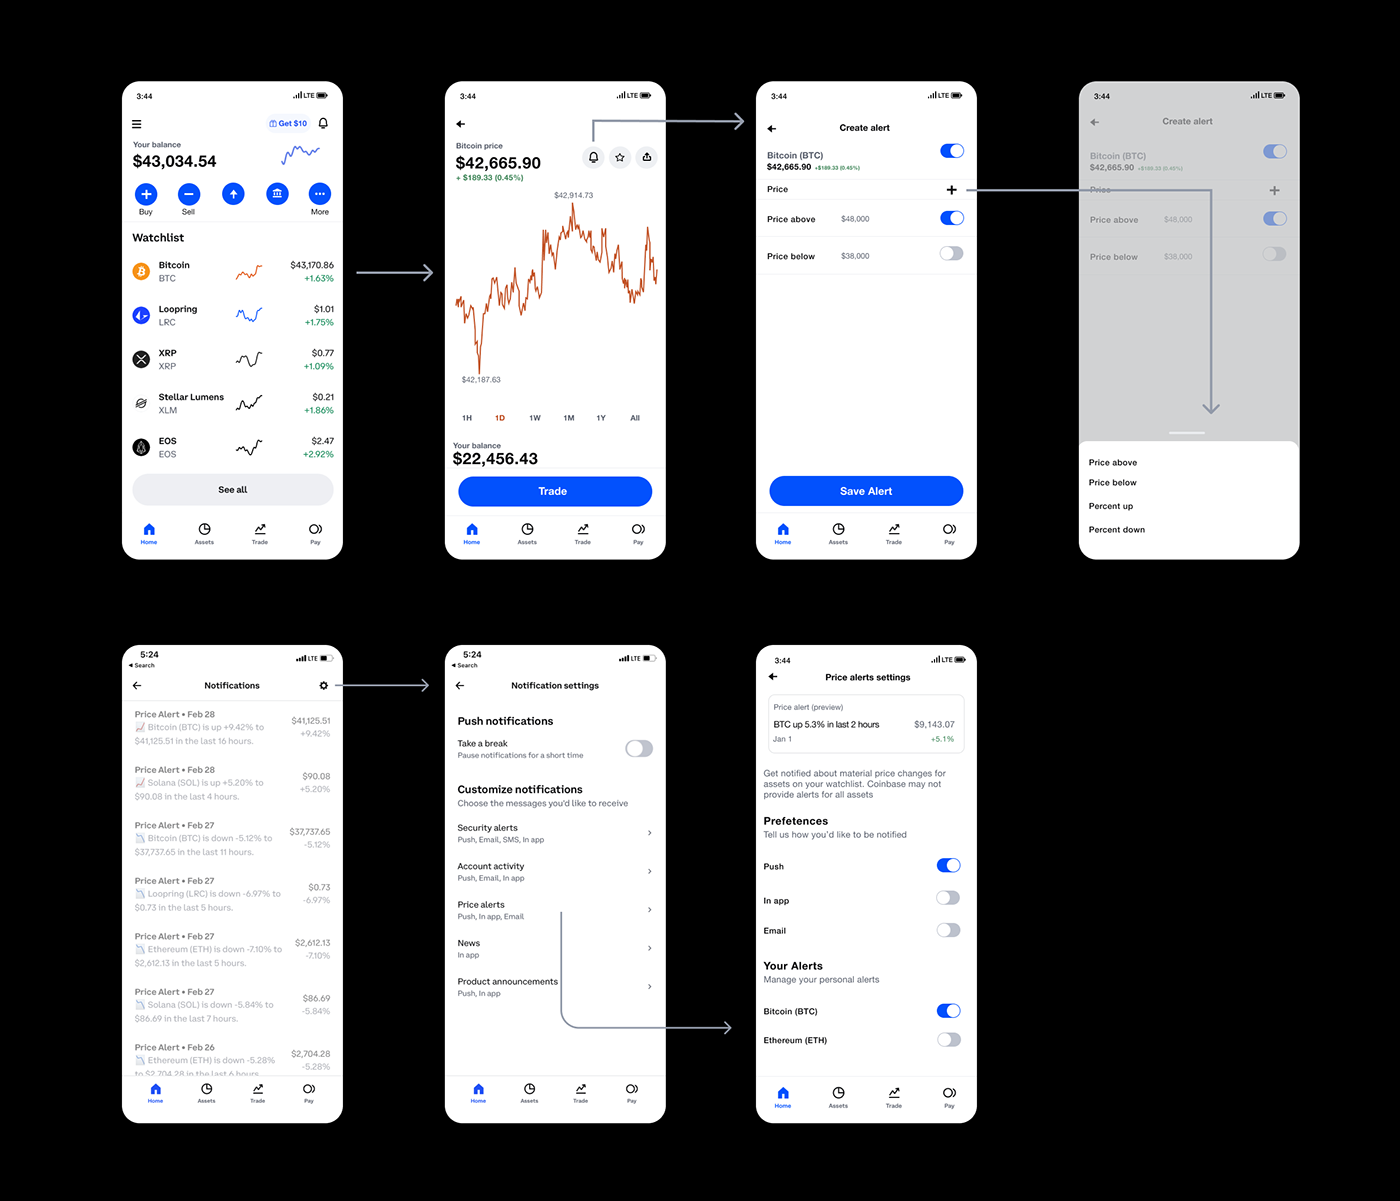 3:44
LTE
Get $10
Your balance
$43,034.54
Buy
Sell
More
Watchlist
Bitcoin
$43,170.86
BTC
+1.63%
Loopring
$1.01
LRC
+1.75%
XRP
$0.77
XRP
+1.09%
Stellar Lumens
$0.21
XLM
+1.86%
EOS
$2.47
EOS
+2.92%
See all
Home Assets Trade Pay
3:44
LTE
Bitcoin price
$42,665.90
+ $189.33 (0.45%)
$42,914.73
$42,187.63
1H 1D 1W 1M 1Y All
Your balance
$22,456.43
Trade
Home Assets Trade Pay
3:44
LTE
Create alert
Bitcoin (BTC)
$42,665.90 +$189.33 (0.45%)
Price
Price above $48,000
Price below $38,000
Save Alert
Home Assets Trade Pay
3:44
LTE
Create alert
Bitcoin (BTC)
$42,665.90 +$189.33 (0.45%)
Price
Price above $48,000
Price below $38,000
Price above
Price below
Percent up
Percent down
5:24
LTE
Search
Notifications
Price Alert • Feb 28
$41,125.51
📈 Bitcoin (BTC) is up +9.42% to
+9.42%
$41,125.51 in the last 16 hours.
Price Alert • Feb 28
$90.08
📈 Solana (SOL) is up +5.20% to
+5.20%
$90.08 in the last 4 hours.
Price Alert • Feb 27
$37,737.65
📉 Bitcoin (BTC) is down -5.12% to
-5.12%
$37,737.65 in the last 11 hours.
Price Alert • Feb 27
$0.73
📉 Loopring (LRC) is down -6.97% to
-6.97%
$0.73 in the last 5 hours.
Price Alert • Feb 27
$2,612.13
📉 Ethereum (ETH) is down -7.10% to
-7.10%
$2,612.13 in the last 5 hours.
Price Alert • Feb 27
$86.69
📉 Solana (SOL) is down -5.84% to
-5.84%
$86.69 in the last 7 hours.
Price Alert • Feb 26
$2,704.28
📉 Ethereum (ETH) is down -5.28%
-5.28%
to $2,704.28 in the last 6 hours.
Home Assets Trade Pay
5:24
LTE
Search
Notification settings
Push notifications
Take a break
Pause notifications for a short time
Customize notifications
Choose the messages you'd like to receive
Security alerts
Push, Email, SMS, In app
Account activity
Push, Email, In app
Price alerts
Push, In app, Email
News
In app
Product announcements
Push, In app
Home Assets Trade Pay
3:44
LTE
Price alerts settings
Price alert (preview)
BTC up 5.3% in last 2 hours $9,143.07
Jan 1 +5.1%
Get notified about material price changes for
assets on your watchlist. Coinbase may not
provide alerts for all assets
Prefetences
Tell us how you'd like to be notified
Push
In app
Email
Your Alerts
Manage your personal alerts
Bitcoin (BTC)
Ethereum (ETH)
Home Assets Trade Pay